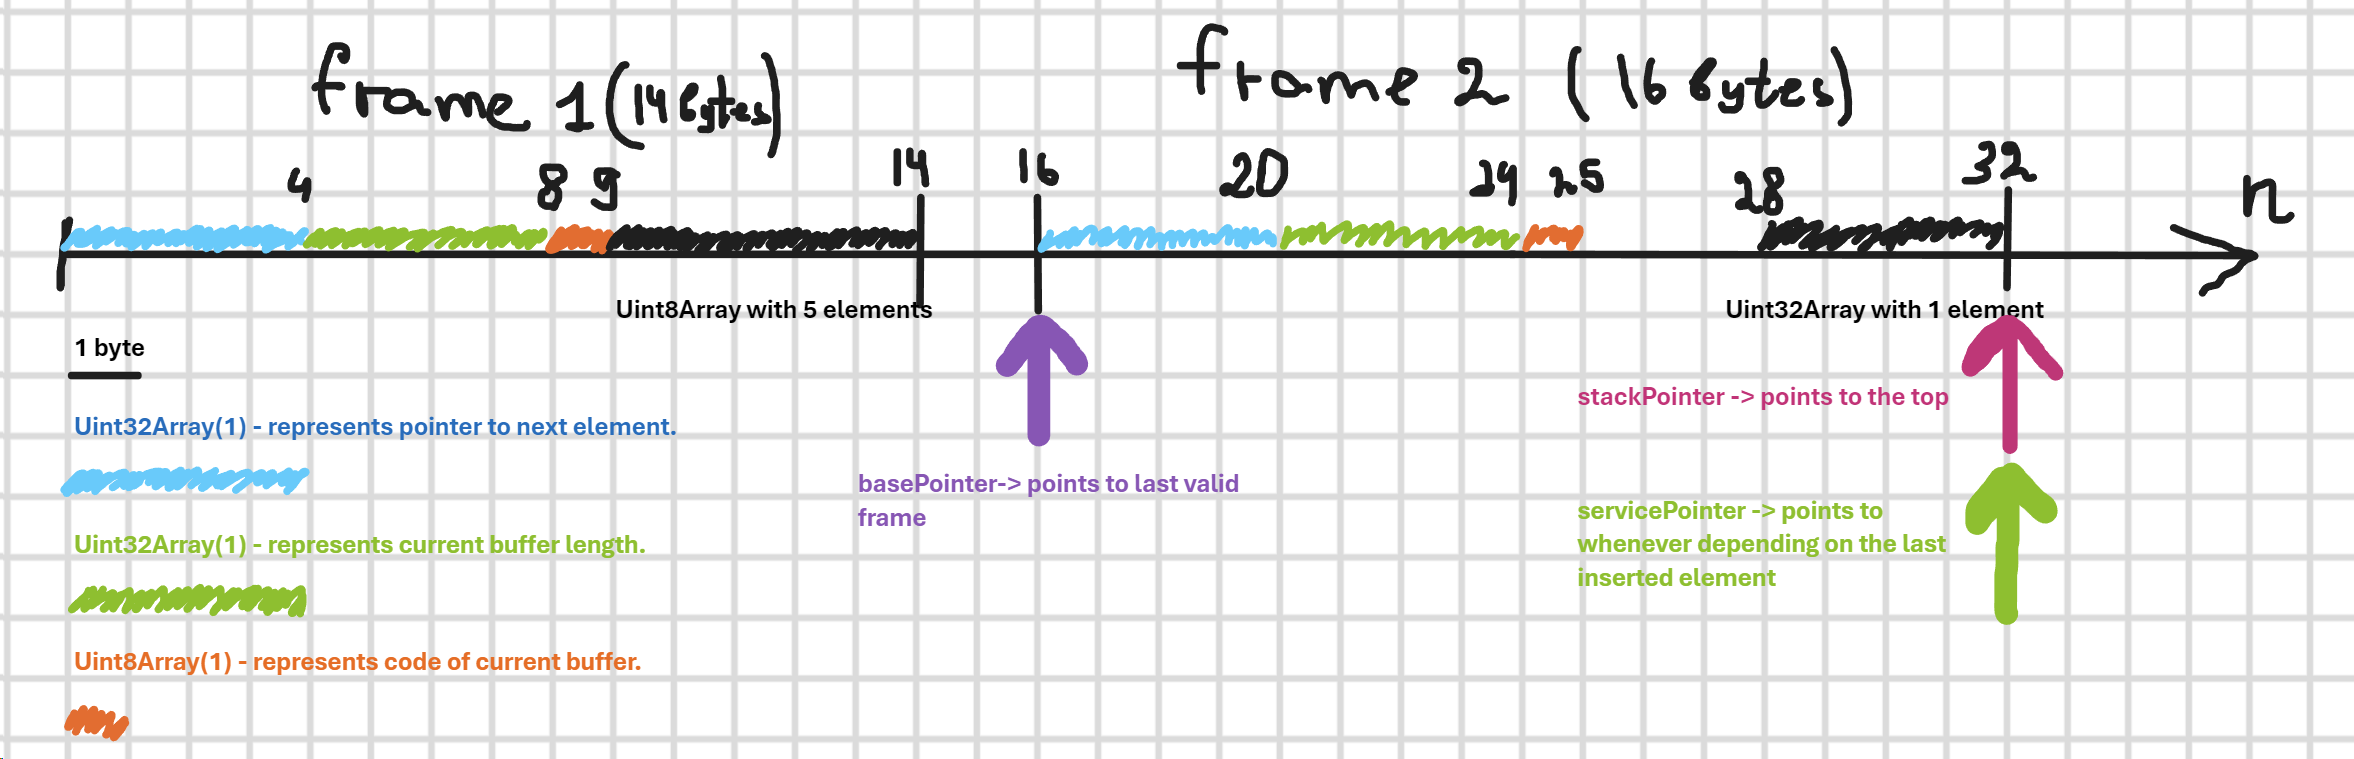 frame 1 (14 bytes)
frame 2 (16 bytes)
4
8 9
14
16
20
24 25
28
32
n
Uint8Array with 5 elements
Uint32Array with 1 element
1 byte
stackPointer -> points to the top
Uint32Array(1) - represents pointer to next element.
basePointer-> points to last valid
frame
servicePointer -> points to
whenever depending on the last
inserted element
Uint32Array(1) - represents current buffer length.
Uint8Array(1) - represents code of current buffer.